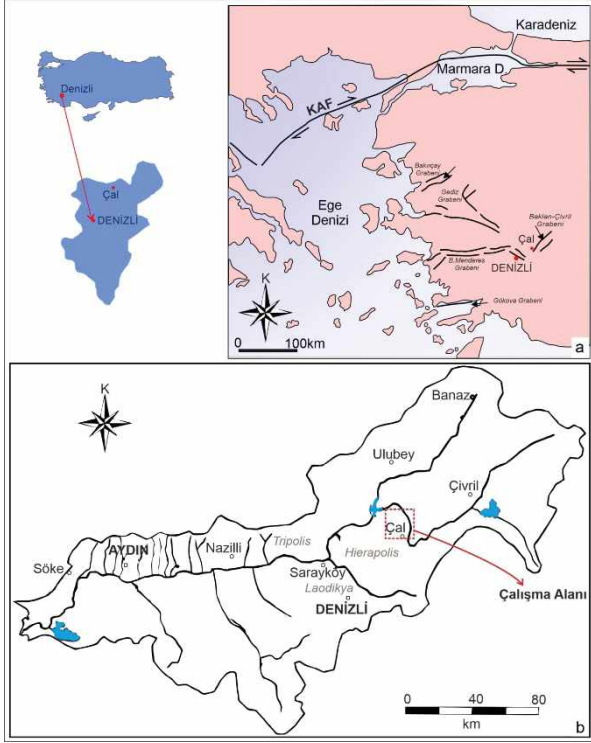 Denizli
Çal
DENİZLİ
Karadeniz
Marmara D.
KAF
Ege
Denizi
Bakırçay
Grabeni
Gediz
Grabeni
Baklan-Çivril
Grabeni
Çal
DENİZLİ
B.Menderes
Grabeni
Gökova Grabeni
K
0 100km
a
K
Banaz
Ulubey
Çivril
Çal
Tripolis
Hierapolis
AYDIN
Nazilli
Söke
Sarayköy
Laodikya
DENİZLİ
Çalışma Alanı
0 40 80
km
b